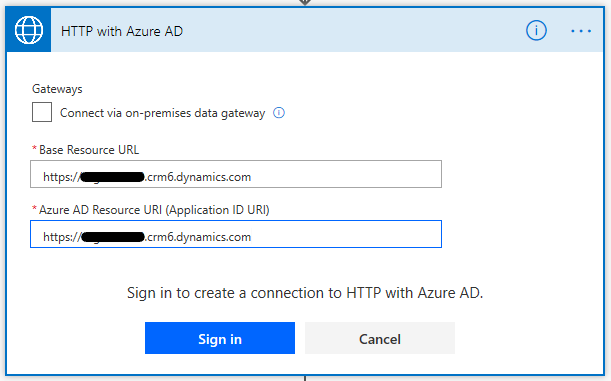 HTTP with Azure AD
Gateways
Connect via on-premises data gateway
* Base Resource URL
https:// .crm6.dynamics.com
* Azure AD Resource URI (Application ID URI)
https:// .crm6.dynamics.com
Sign in to create a connection to HTTP with Azure AD.
Sign in Cancel